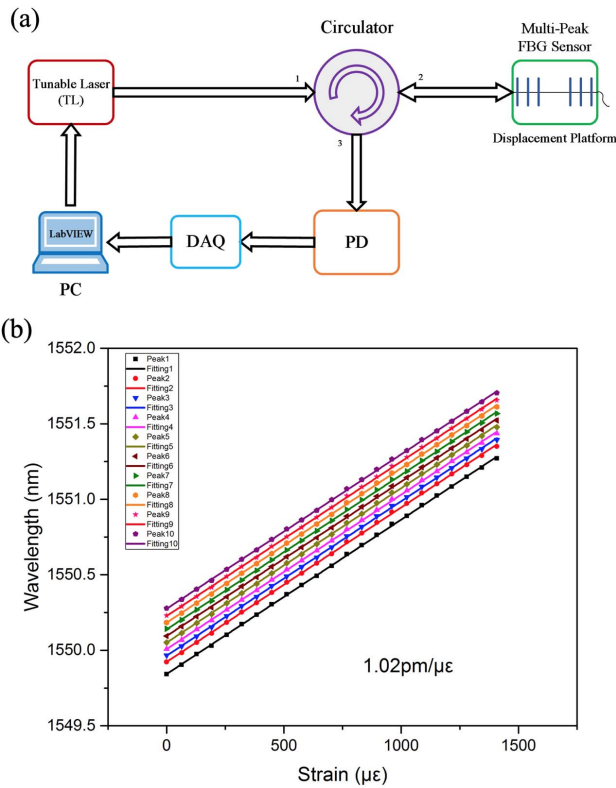 (a)
Tunable Laser
(TL)
1
Circulator
2
3
Multi-Peak
FBG Sensor
Displacement Platform
LabVIEW
PC
DAQ
PD
(b)
Wavelength (nm)
1552.0
1551.5
1551.0
1550.5
1550.0
1549.5
Peak1
Fitting1
Peak2
Fitting2
Peak3
Fitting3
Peak4
Fitting4
Peak5
Fitting5
Peak6
Fitting6
Peak7
Fitting7
Peak8
Fitting8
Peak9
Fitting9
Peak10
Fitting10
1.02pm/με
0
500
1000
1500
Strain (με)